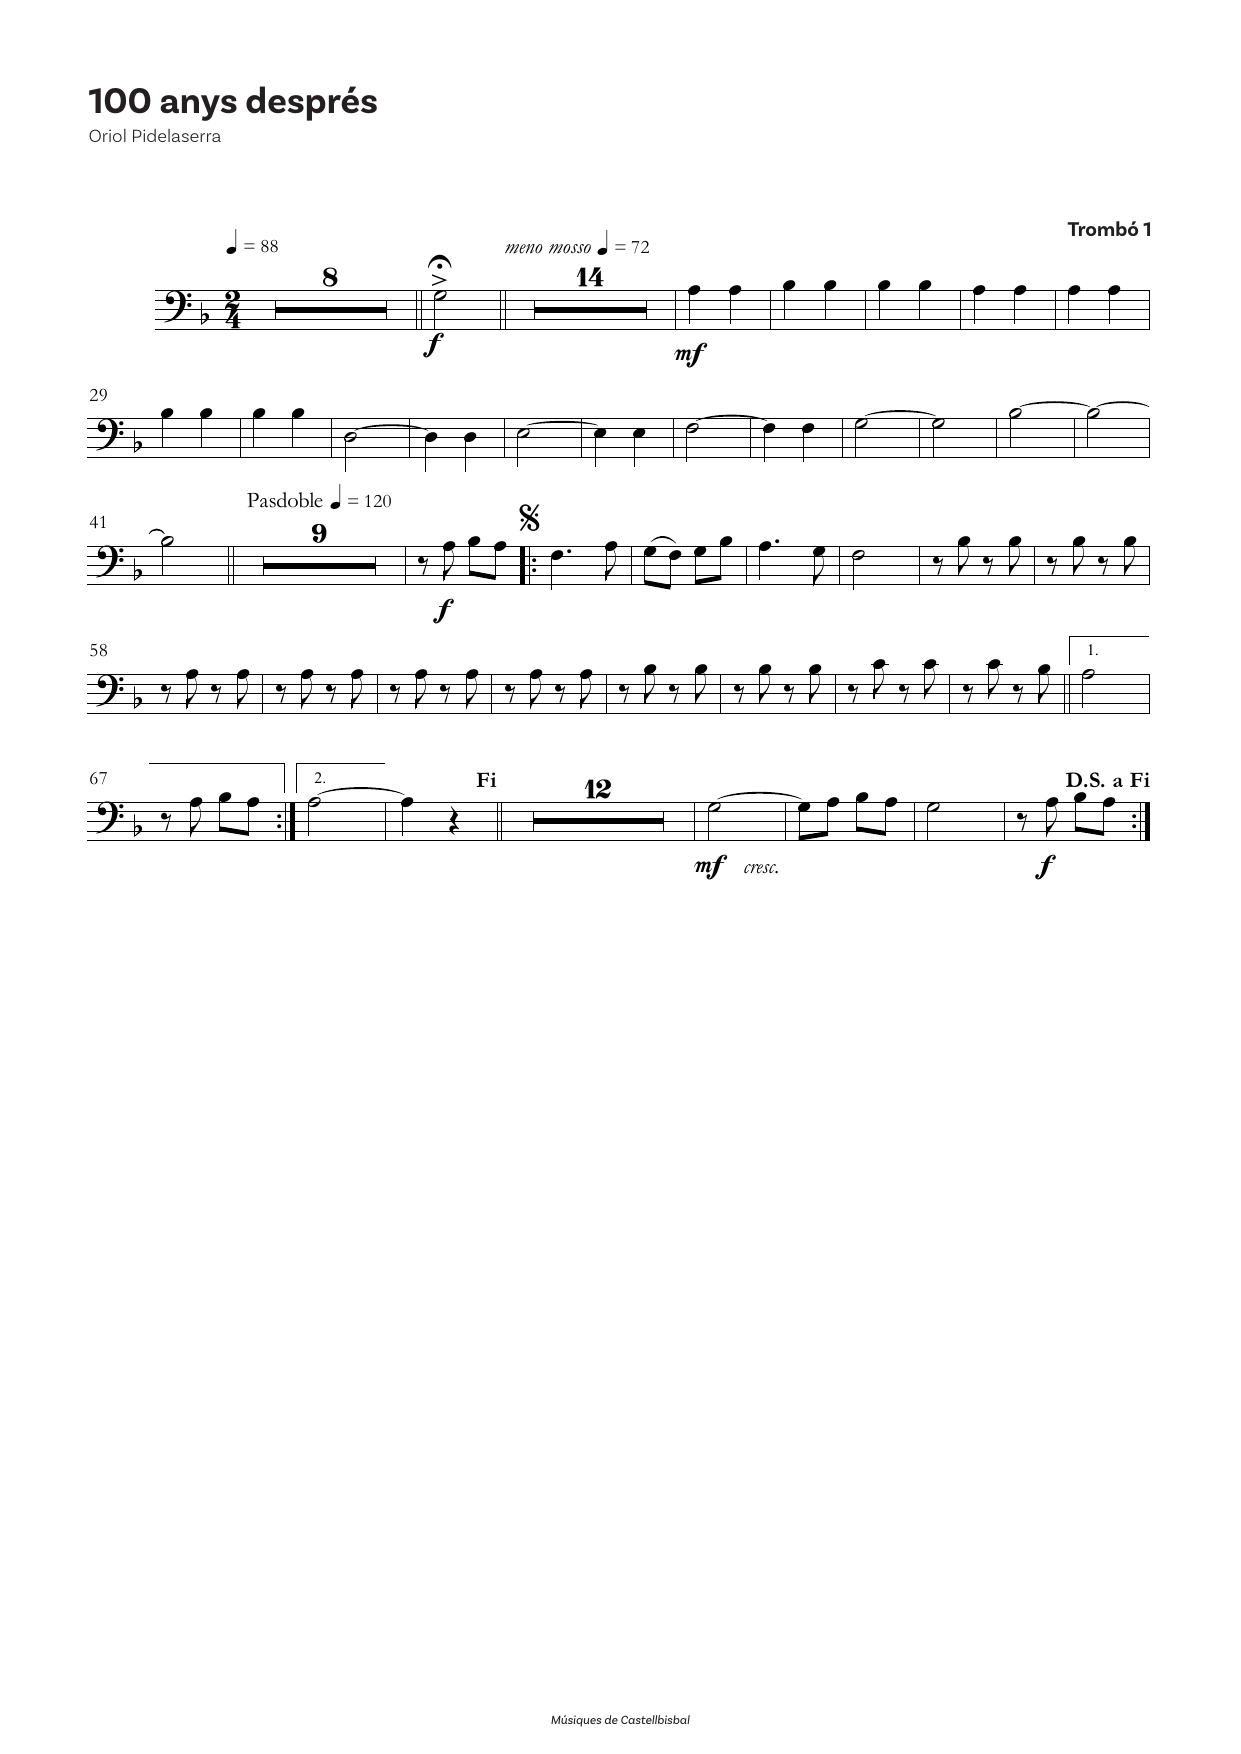 100 anys després
Oriol Pidelaserra
Trombó 1
♩ = 88
meno mosso ♩ = 72
8
14
2
4
f
mf
29
Pasdoble ♩ = 120
41
9
f
58
1.
67
2.
Fi
12
D.S. a Fi
mf cresc.
f
Músiques de Castellbisbal